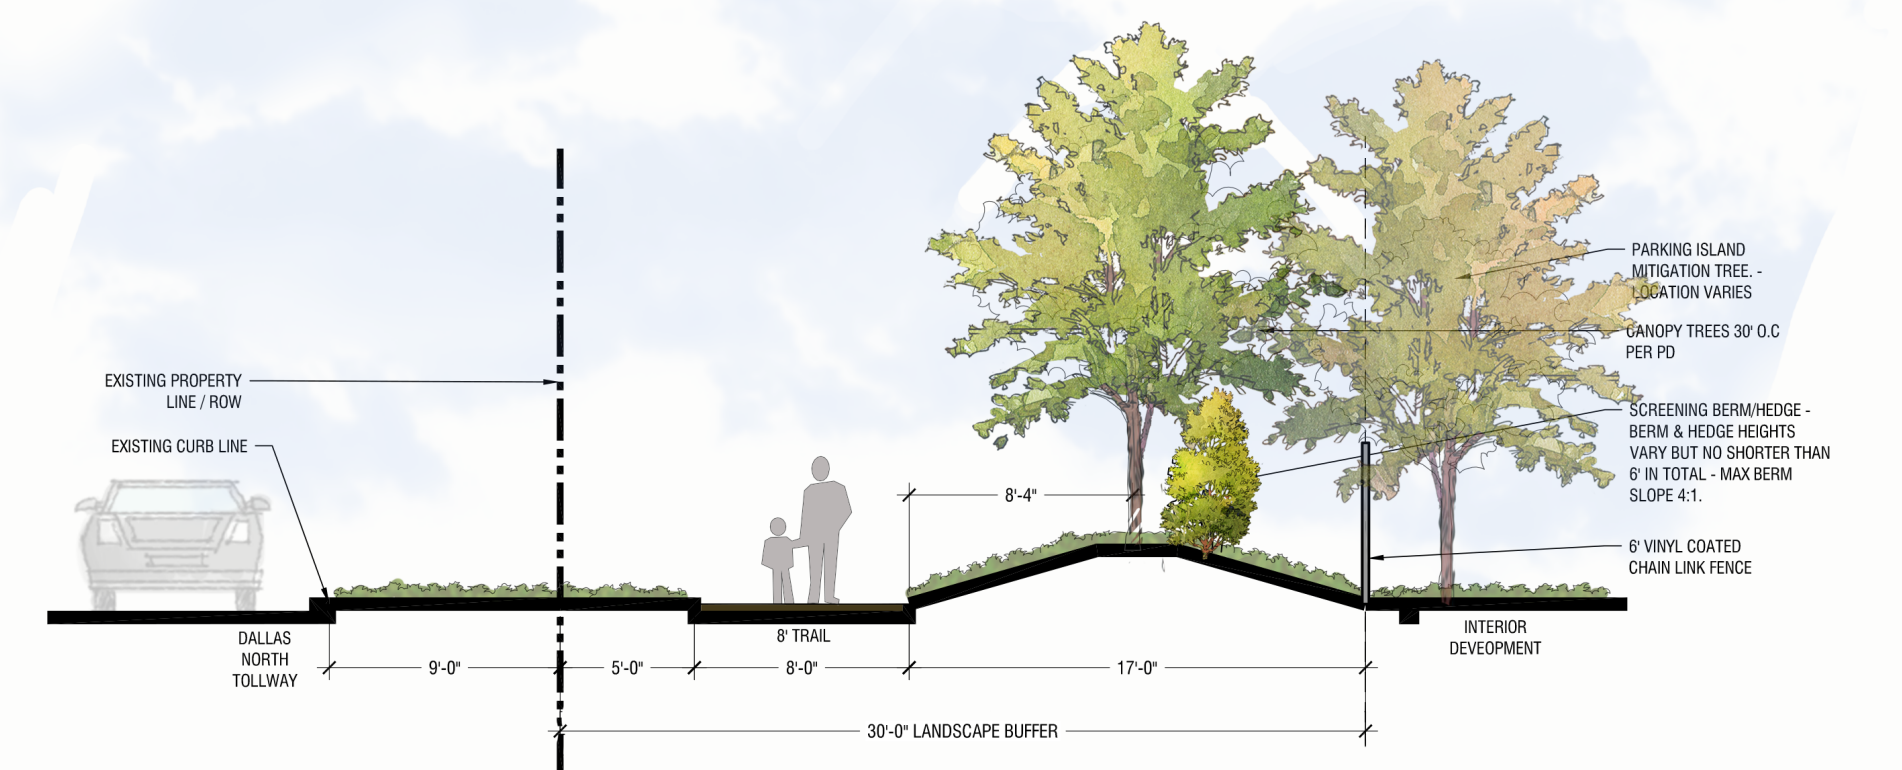 EXISTING PROPERTY
LINE / ROW
EXISTING CURB LINE
DALLAS
NORTH
TOLLWAY
9'-0"
5'-0"
8' TRAIL
8'-0"
8'-4"
17'-0"
30'-0" LANDSCAPE BUFFER
PARKING ISLAND
MITIGATION TREE. -
LOCATION VARIES
CANOPY TREES 30' O.C
PER PD
SCREENING BERM/HEDGE -
BERM & HEDGE HEIGHTS
VARY BUT NO SHORTER THAN
6' IN TOTAL - MAX BERM
SLOPE 4:1.
6' VINYL COATED
CHAIN LINK FENCE
INTERIOR
DEVEOPMENT